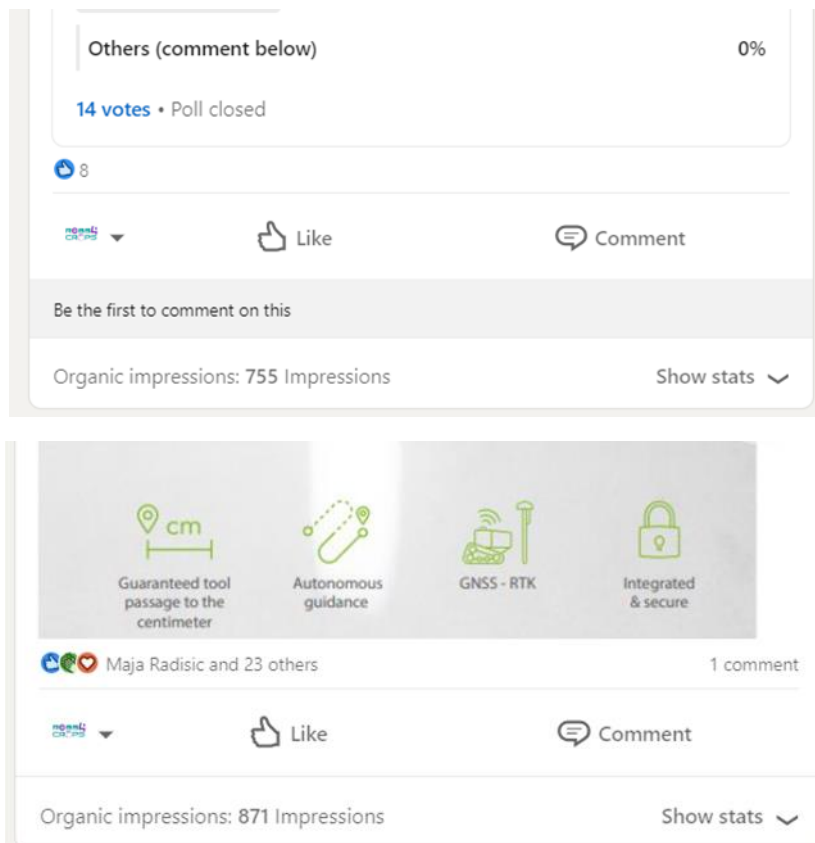 Others (comment below) 0%
14 votes • Poll closed
8
Like Comment
Be the first to comment on this
Organic impressions: 755 Impressions Show stats
cm
Guaranteed tool
passage to the
centimeter
Autonomous
guidance
GNSS - RTK
Integrated
& secure
Maja Radisic and 23 others 1 comment
CROPS Like Comment
Organic impressions: 871 Impressions Show stats